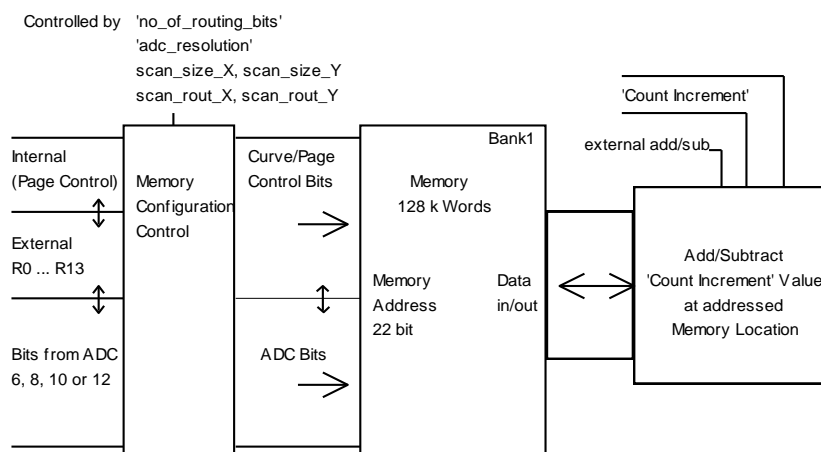 Controlled by 'no_of_routing_bits'
'adc_resolution'
scan_size_X, scan_size_Y
scan_rout_X, scan_rout_Y
'Count Increment'
external add/sub
Bank1
Internal
(Page Control)
External
R0 ... R13
Bits from ADC
6, 8, 10 or 12
Memory
Configuration
Control
Curve/Page
Control Bits
ADC Bits
Memory
128 k Words
Memory
Address
22 bit
Data
in/out
Add/Subtract
'Count Increment' Value
at addressed
Memory Location